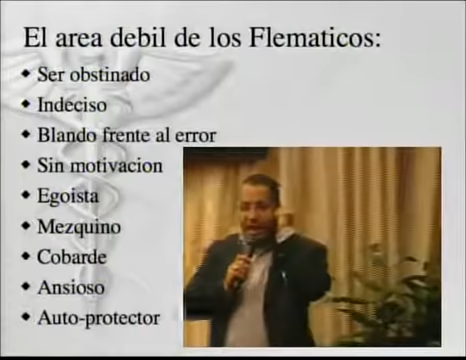 El area debil de los Flematicos:
Ser obstinado
Indeciso
Blando frente al error
Sin motivacion
Egoista
Mezquino
Cobarde
Ansioso
Auto-protector